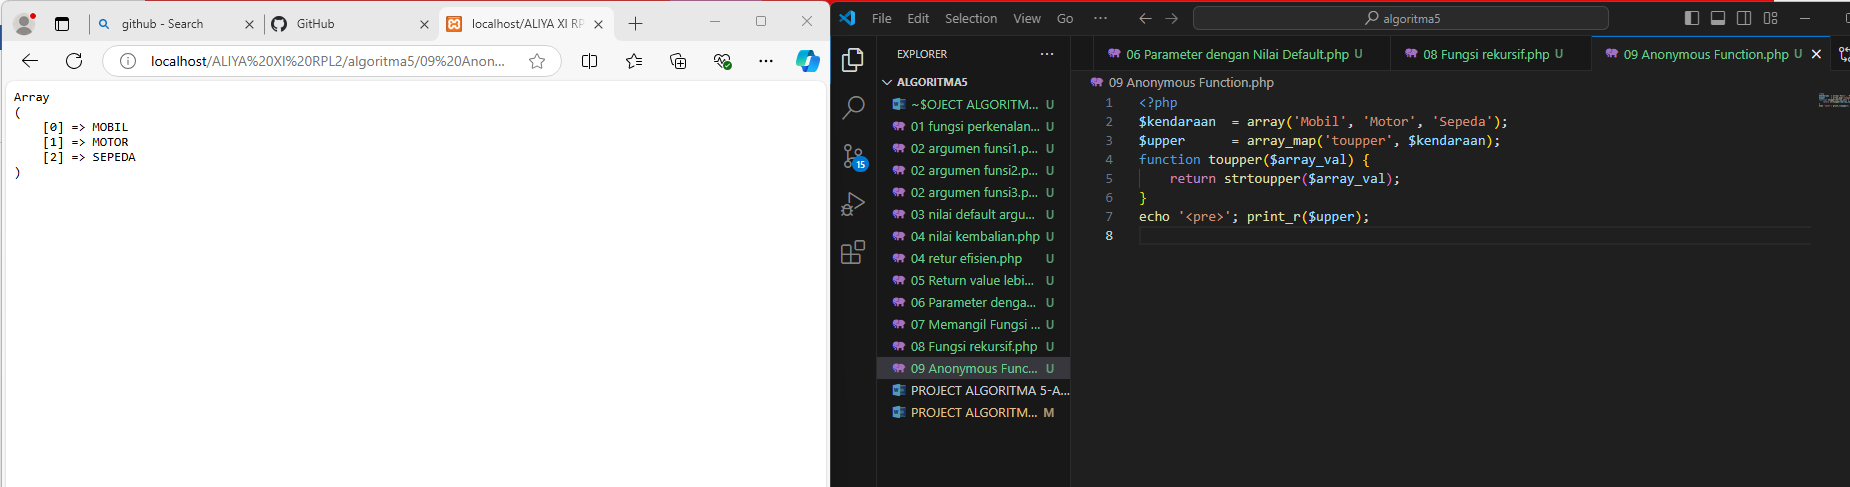 github - Search
GitHub
localhost/ALIYA XI RP
localhost/ALIYA%20XI%20RPL2/algoritma5/09%20Anon...
Array
(
[0] => MOBIL
[1] => MOTOR
[2] => SEPEDA
)
File Edit Selection View Go ...
algoritma5
EXPLORER ...
ALGORITMA5
~$OJECT ALGORITM... U
01 fungsi perkenalan... U
02 argumen funsi1.p... U
02 argumen funsi2.p... U
02 argumen funsi3.p... U
03 nilai default argu... U
04 nilai kembalian.php U
04 retur efisien.php U
05 Return value lebi... U
06 Parameter denga... U
07 Memangil Fungsi ... U
08 Fungsi rekursif.php U
09 Anonymous Func... U
PROJECT ALGORITMA 5-A...
PROJECT ALGORITM... M
15
06 Parameter dengan Nilai Default.php U
08 Fungsi rekursif.php U
09 Anonymous Function.php U
09 Anonymous Function.php
1 <?php
2 $kendaraan  = array('Mobil', 'Motor', 'Sepeda');
3 $upper      = array_map('toupper', $kendaraan);
4 function toupper($array_val) {
5     return strtoupper($array_val);
6 }
7 echo '<pre>'; print_r($upper);
8